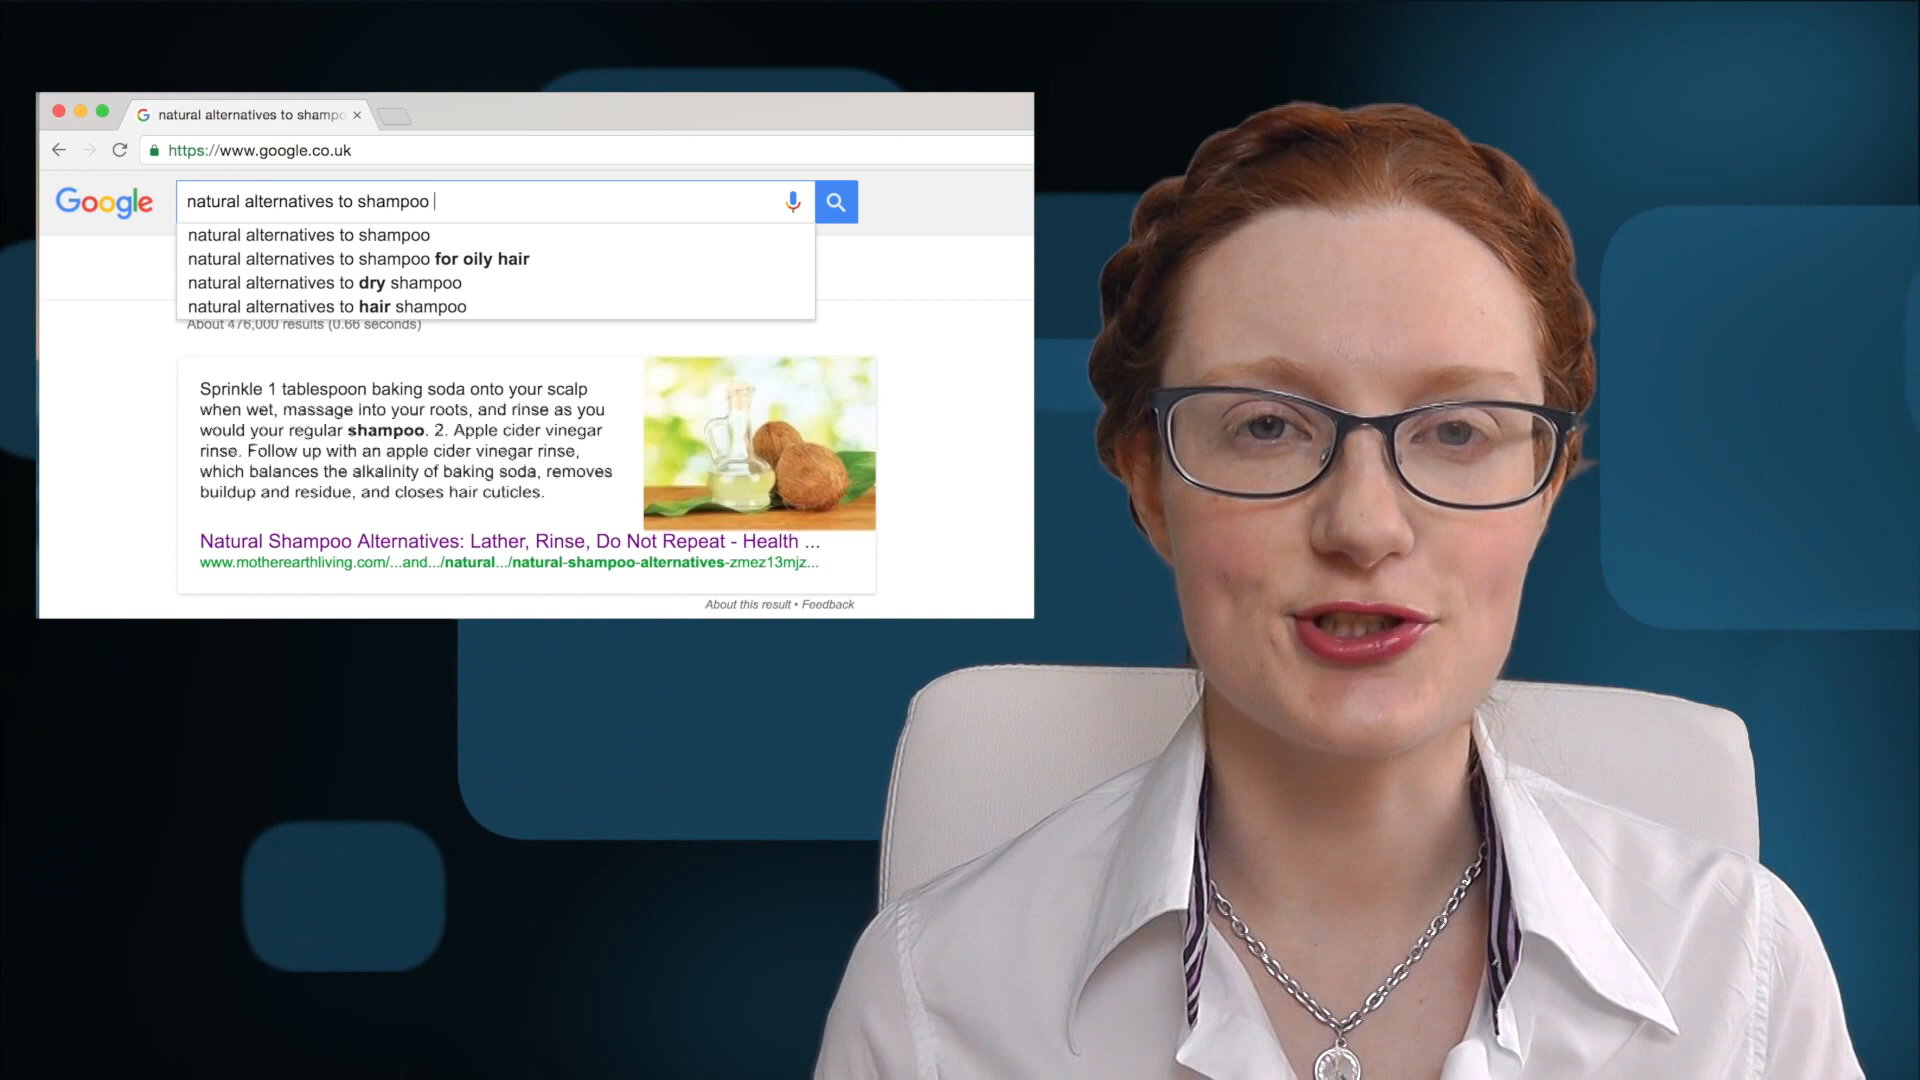 natural alternatives to shampo
https://www.google.co.uk
Google
natural alternatives to shampoo
natural alternatives to shampoo
natural alternatives to shampoo for oily hair
natural alternatives to dry shampoo
natural alternatives to hair shampoo
About 476,000 results (0.66 seconds)
Sprinkle 1 tablespoon baking soda onto your scalp
when wet, massage into your roots, and rinse as you
would your regular shampoo. 2. Apple cider vinegar
rinse. Follow up with an apple cider vinegar rinse,
which balances the alkalinity of baking soda, removes
buildup and residue, and closes hair cuticles.
Natural Shampoo Alternatives: Lather, Rinse, Do Not Repeat - Health ...
www.motherearthliving.com/...and.../natural.../natural-shampoo-alternatives-zmez13mjz...
About this result • Feedback